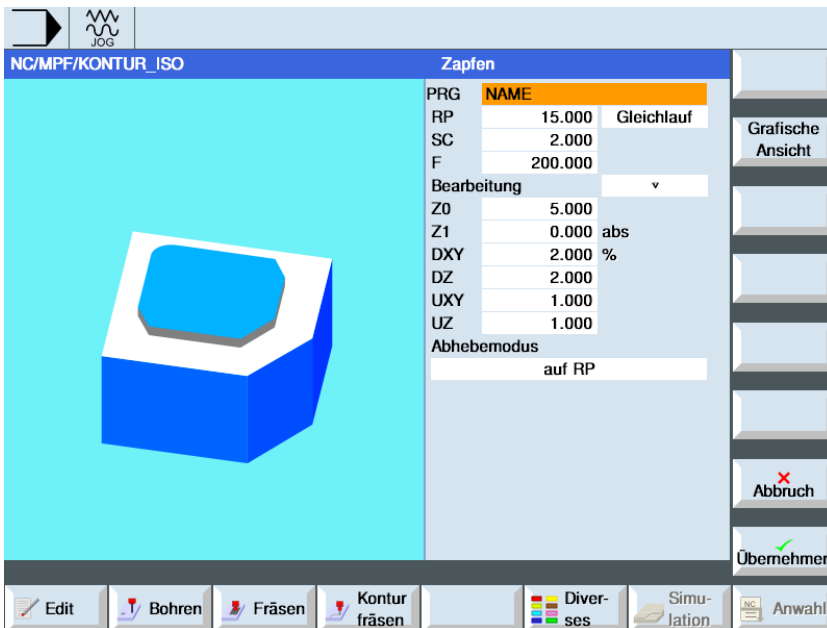 JOG
NC/MPF/KONTUR_ISO Zapfen
PRG NAME
RP 15.000 Gleichlauf
SC 2.000
F 200.000
Bearbeitung ▿
Z0 5.000
Z1 0.000 abs
DXY 2.000 %
DZ 2.000
UXY 1.000
UZ 1.000
Abhebemodus
auf RP
Grafische
Ansicht
Abbruch
Übernehmen
Edit
Bohren
Fräsen
Kontur
fräsen
Diver-
ses
Simu-
lation
NC
Anwahl